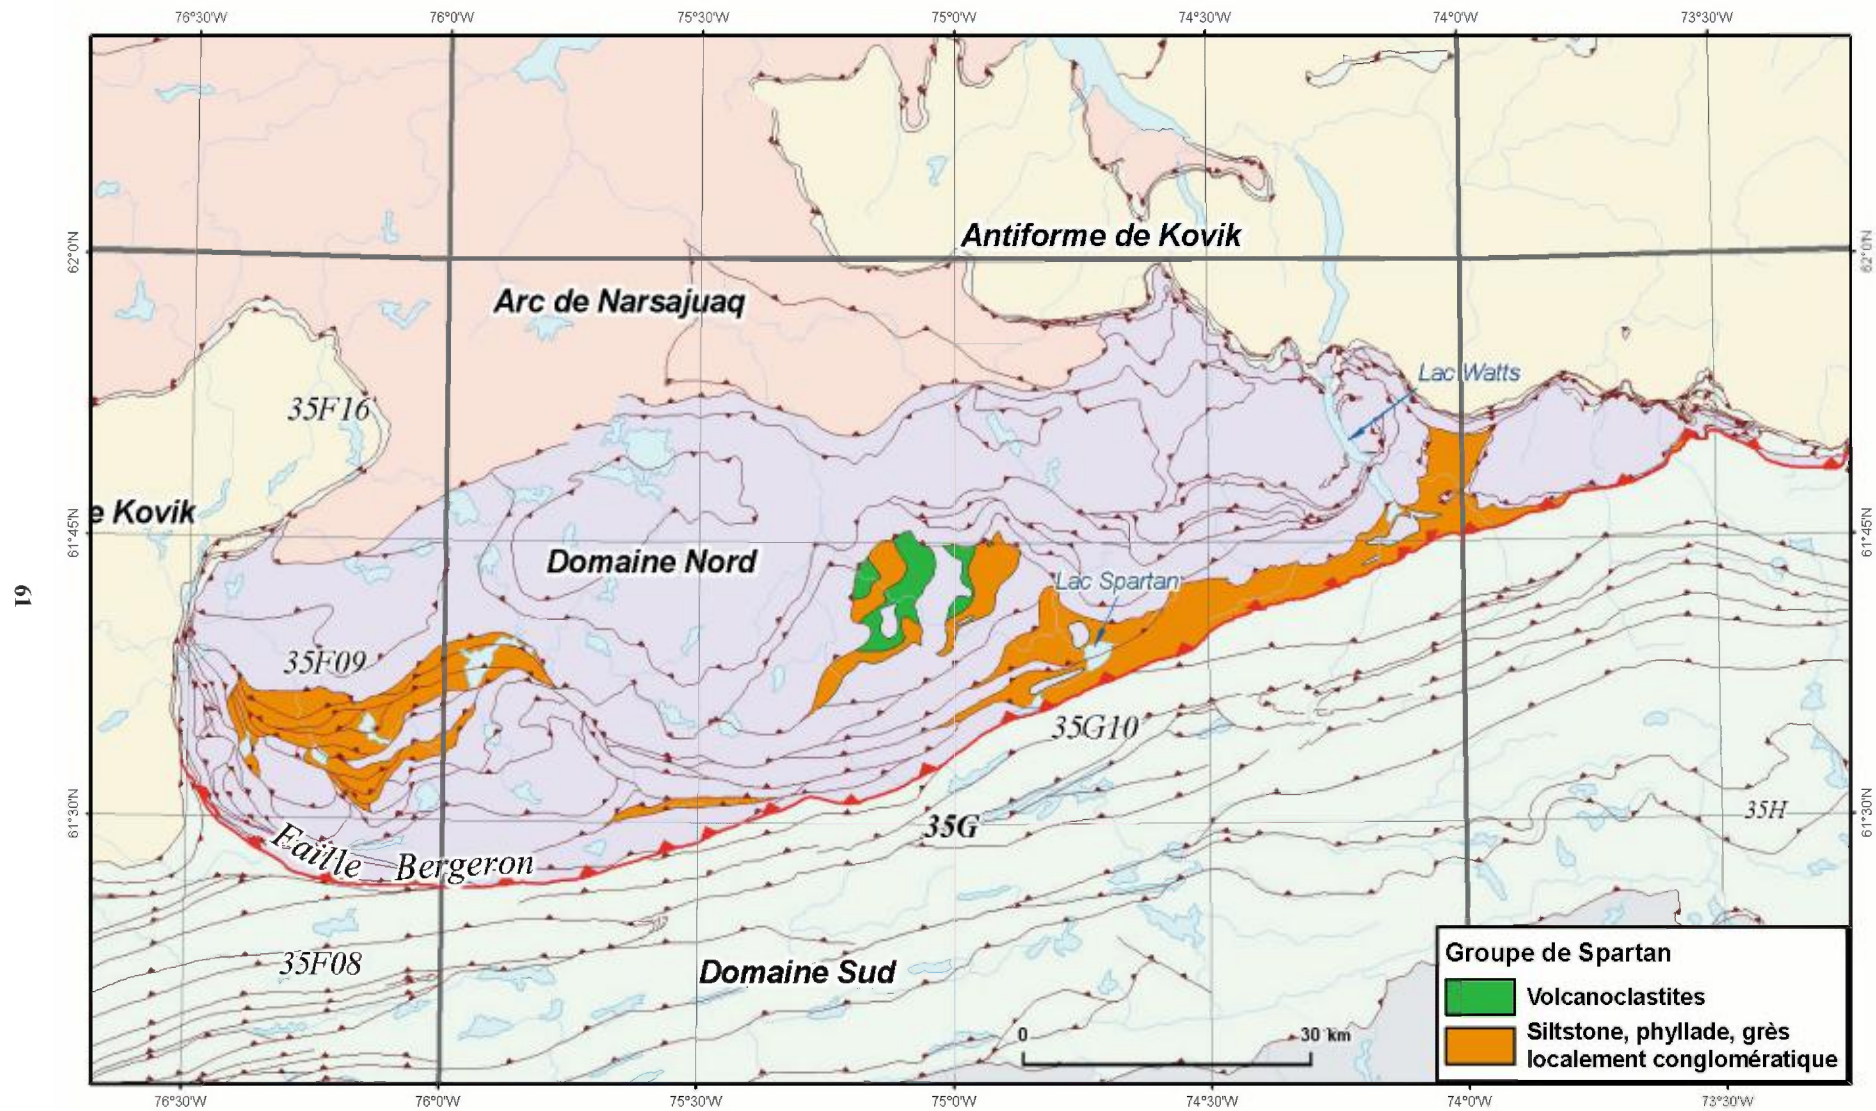 76°30'W 76°0'W 75°30'W 75°0'W 74°30'W 74°0'W 73°30'W
62°0'N
62°0'N
Antiforme de Kovik
Arc de Narsajuaq
Lac Watts
35F16
e Kovik
61°45'N
61°45'N
Domaine Nord
Lac Spartan
61
35F09
35G10
61°30'N
61°30'N
35H
35G
Faille Bergeron
35F08
Domaine Sud
0 30 km
Groupe de Spartan
Volcanoclastites
Siltstone, phyllade, grès
localement conglomératique
76°30'W 76°0'W 75°30'W 75°0'W 74°30'W 74°0'W 73°30'W